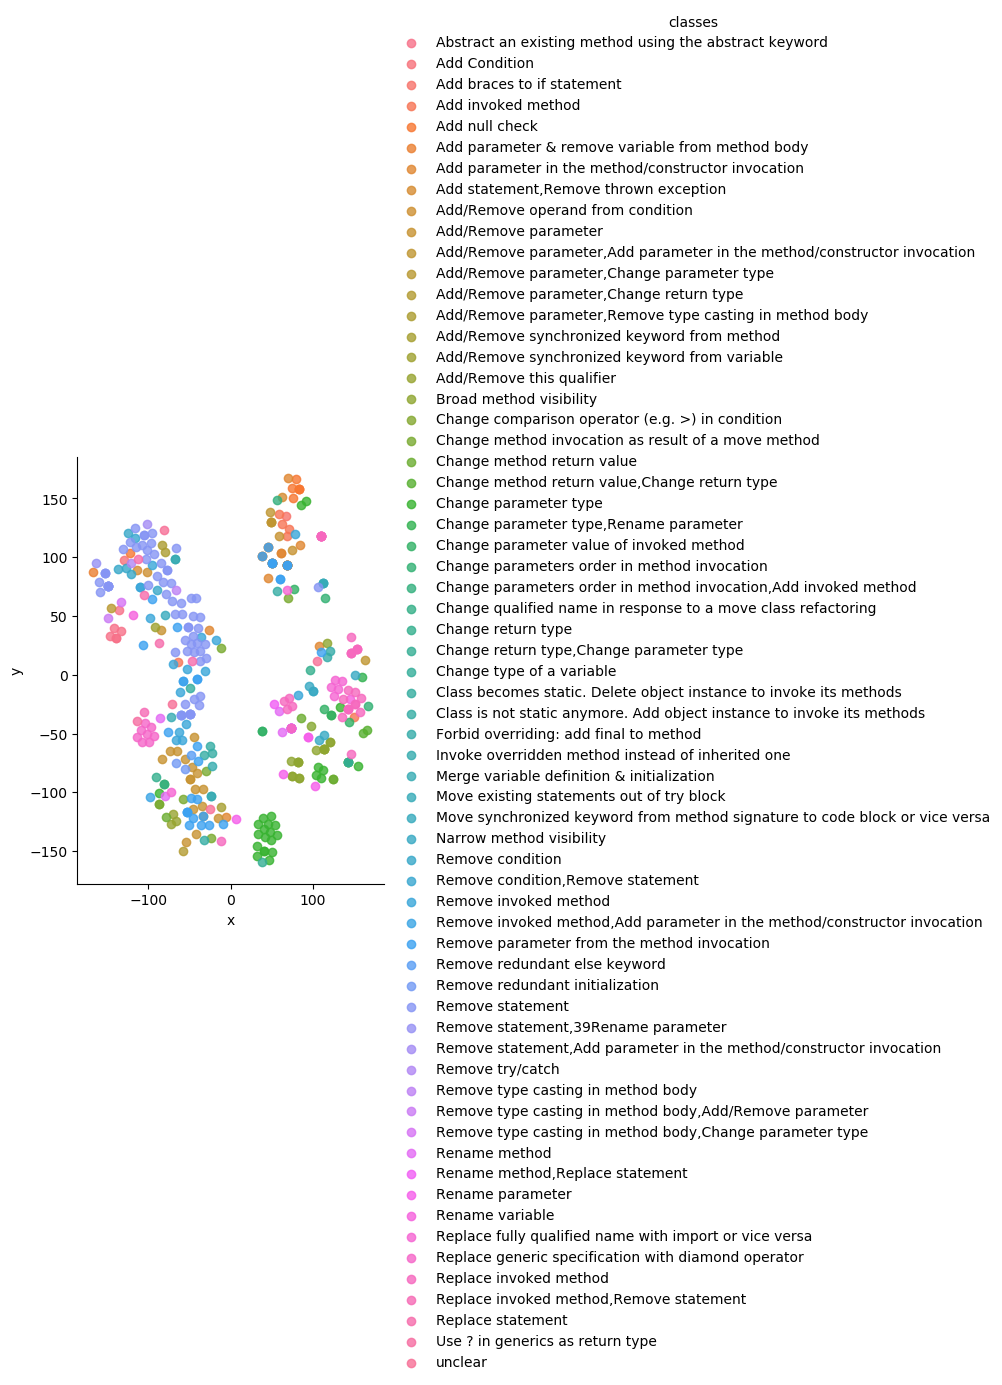 classes
Abstract an existing method using the abstract keyword
Add Condition
Add braces to if statement
Add invoked method
Add null check
Add parameter & remove variable from method body
Add parameter in the method/constructor invocation
Add statement,Remove thrown exception
Add/Remove operand from condition
Add/Remove parameter
Add/Remove parameter,Add parameter in the method/constructor invocation
Add/Remove parameter,Change parameter type
Add/Remove parameter,Change return type
Add/Remove parameter,Remove type casting in method body
Add/Remove synchronized keyword from method
Add/Remove synchronized keyword from variable
Add/Remove this qualifier
Broad method visibility
Change comparison operator (e.g. >) in condition
Change method invocation as result of a move method
Change method return value
Change method return value,Change return type
Change parameter type
Change parameter type,Rename parameter
Change parameter value of invoked method
Change parameters order in method invocation
Change parameters order in method invocation,Add invoked method
Change qualified name in response to a move class refactoring
Change return type
Change return type,Change parameter type
Change type of a variable
Class becomes static. Delete object instance to invoke its methods
Class is not static anymore. Add object instance to invoke its methods
Forbid overriding: add final to method
Invoke overridden method instead of inherited one
Merge variable definition & initialization
Move existing statements out of try block
Move synchronized keyword from method signature to code block or vice versa
Narrow method visibility
Remove condition
Remove condition,Remove statement
Remove invoked method
Remove invoked method,Add parameter in the method/constructor invocation
Remove parameter from the method invocation
Remove redundant else keyword
Remove redundant initialization
Remove statement
Remove statement,39Rename parameter
Remove statement,Add parameter in the method/constructor invocation
Remove try/catch
Remove type casting in method body
Remove type casting in method body,Add/Remove parameter
Remove type casting in method body,Change parameter type
Rename method
Rename method,Replace statement
Rename parameter
Rename variable
Replace fully qualified name with import or vice versa
Replace generic specification with diamond operator
Replace invoked method
Replace invoked method,Remove statement
Replace statement
Use ? in generics as return type
unclear
150
100
50
0
−50
−100
−150
y
−100 0 100
x